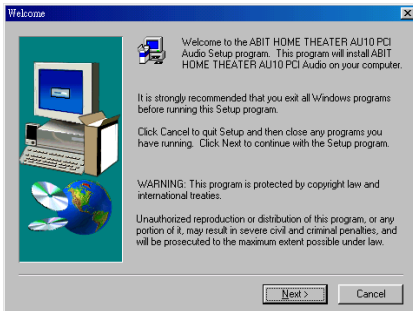 Welcome
Welcome to the ABIT HOME THEATER AU10 PCI
Audio Setup program. This program will install ABIT
HOME THEATER AU10 PCI Audio on your computer.
It is strongly recommended that you exit all Windows programs
before running this Setup program.
Click Cancel to quit Setup and then close any programs you
have running. Click Next to continue with the Setup program.
WARNING: This program is protected by copyright law and
international treaties.
Unauthorized reproduction or distribution of this program, or any
portion of it, may result in severe civil and criminal penalties, and
will be prosecuted to the maximum extent possible under law.
Next >
Cancel